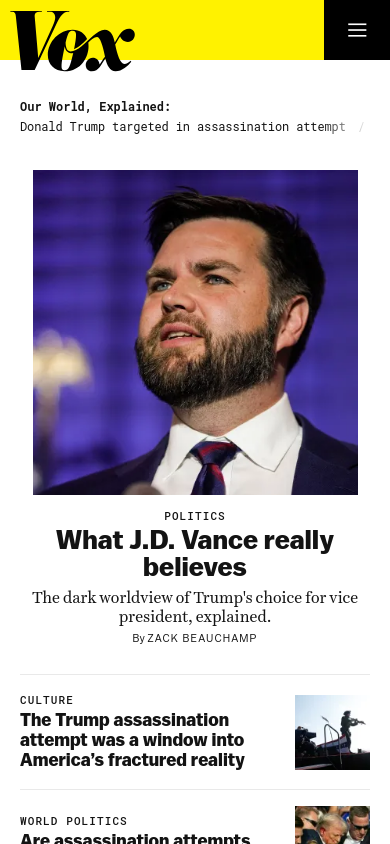 Vox
Our World, Explained:
Donald Trump targeted in assassination attempt /
POLITICS
What J.D. Vance really
believes
The dark worldview of Trump's choice for vice
president, explained.
By ZACK BEAUCHAMP
CULTURE
The Trump assassination
attempt was a window into
America’s fractured reality
WORLD POLITICS
Are assassination attempts